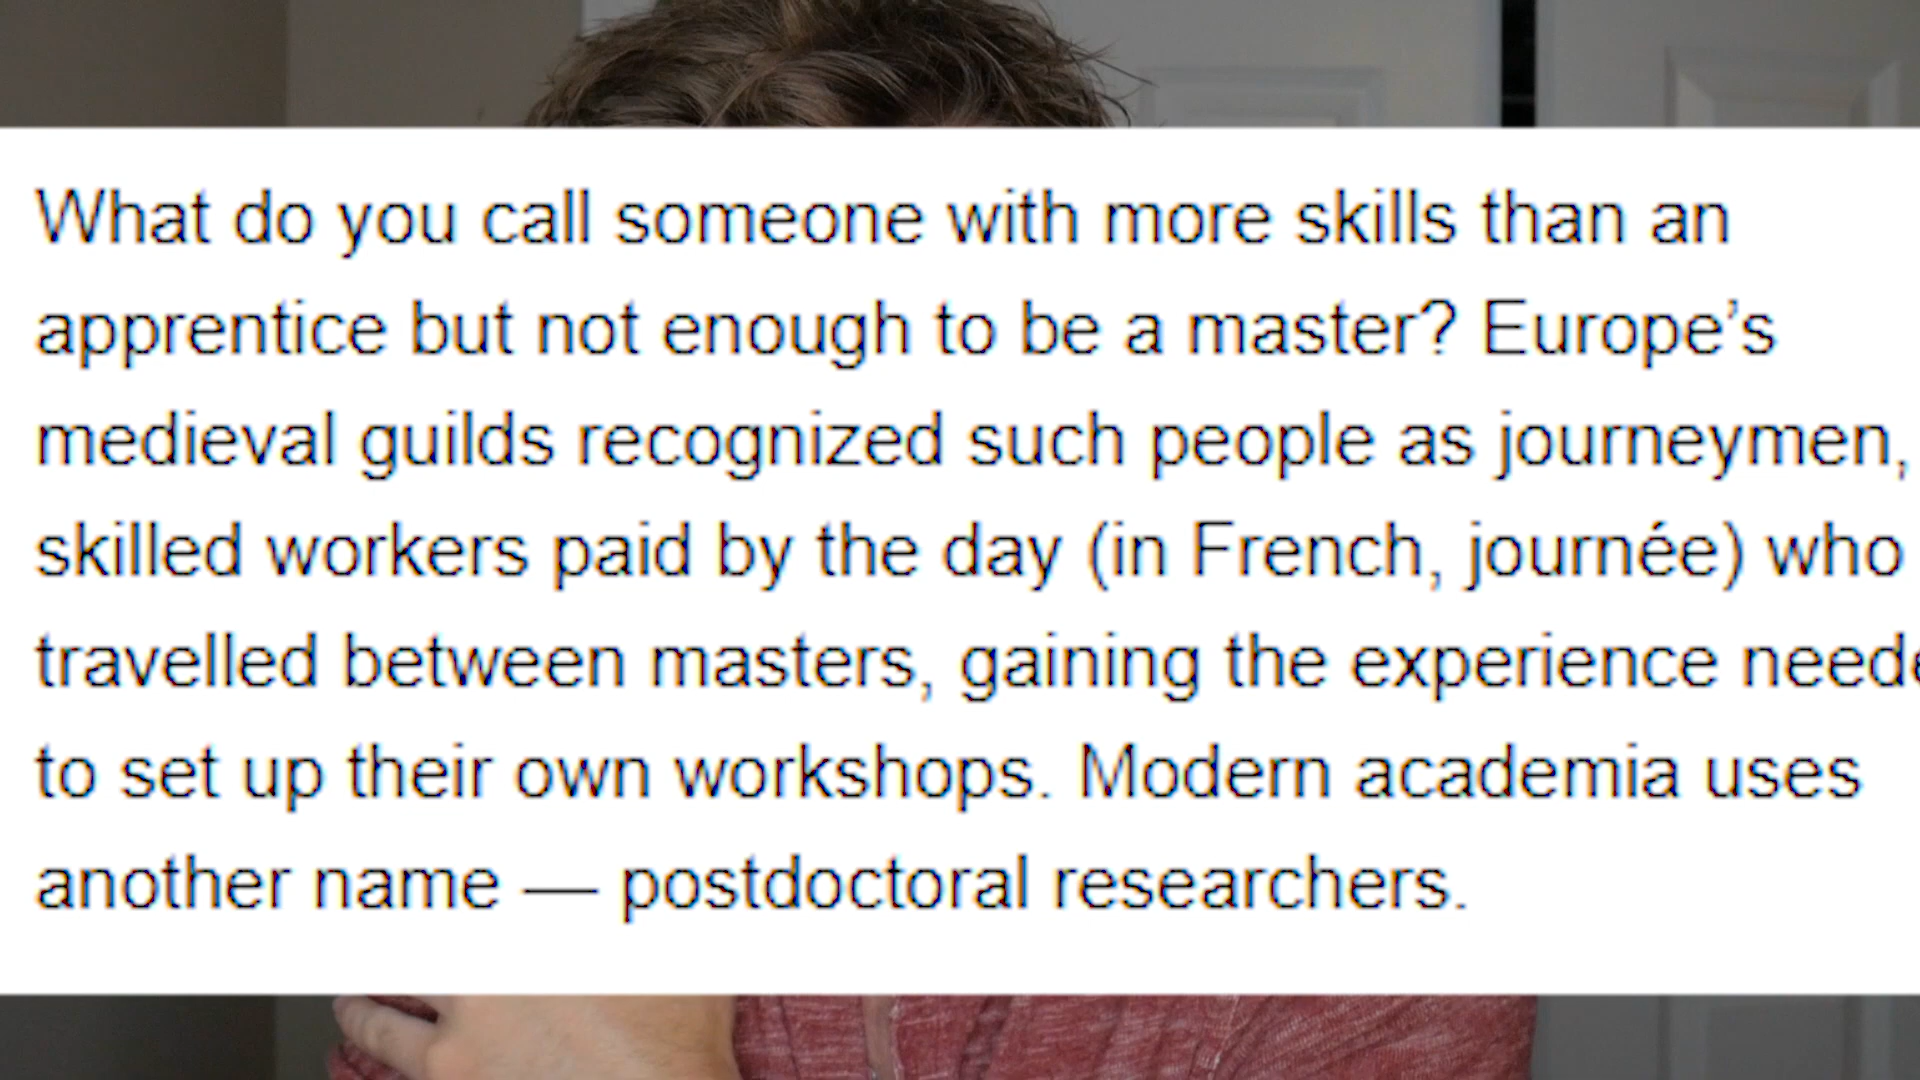 What do you call someone with more skills than an
apprentice but not enough to be a master? Europe’s
medieval guilds recognized such people as journeymen,
skilled workers paid by the day (in French, journée) who
travelled between masters, gaining the experience neede
to set up their own workshops. Modern academia uses
another name — postdoctoral researchers.